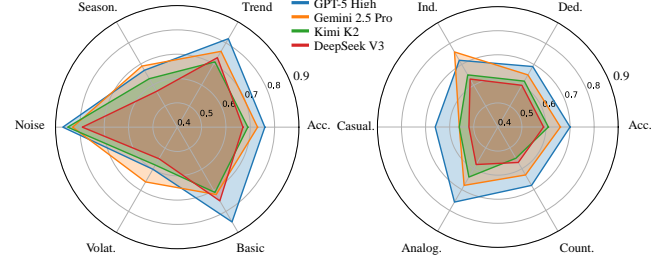 Season.
Trend
GPT-5 High
Gemini 2.5 Pro
Kimi K2
DeepSeek V3
Ind.
Ded.
0.4
0.5
0.6
0.7
0.8
0.9
Noise
Acc.
Casual.
0.4
0.5
0.6
0.7
0.8
0.9
Acc.
Volat.
Basic
Analog.
Count.